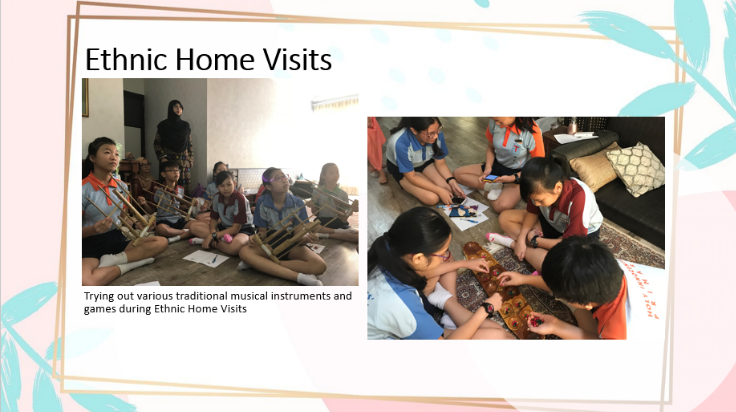 Ethnic Home Visits
Trying out various traditional musical instruments and
games during Ethnic Home Visits